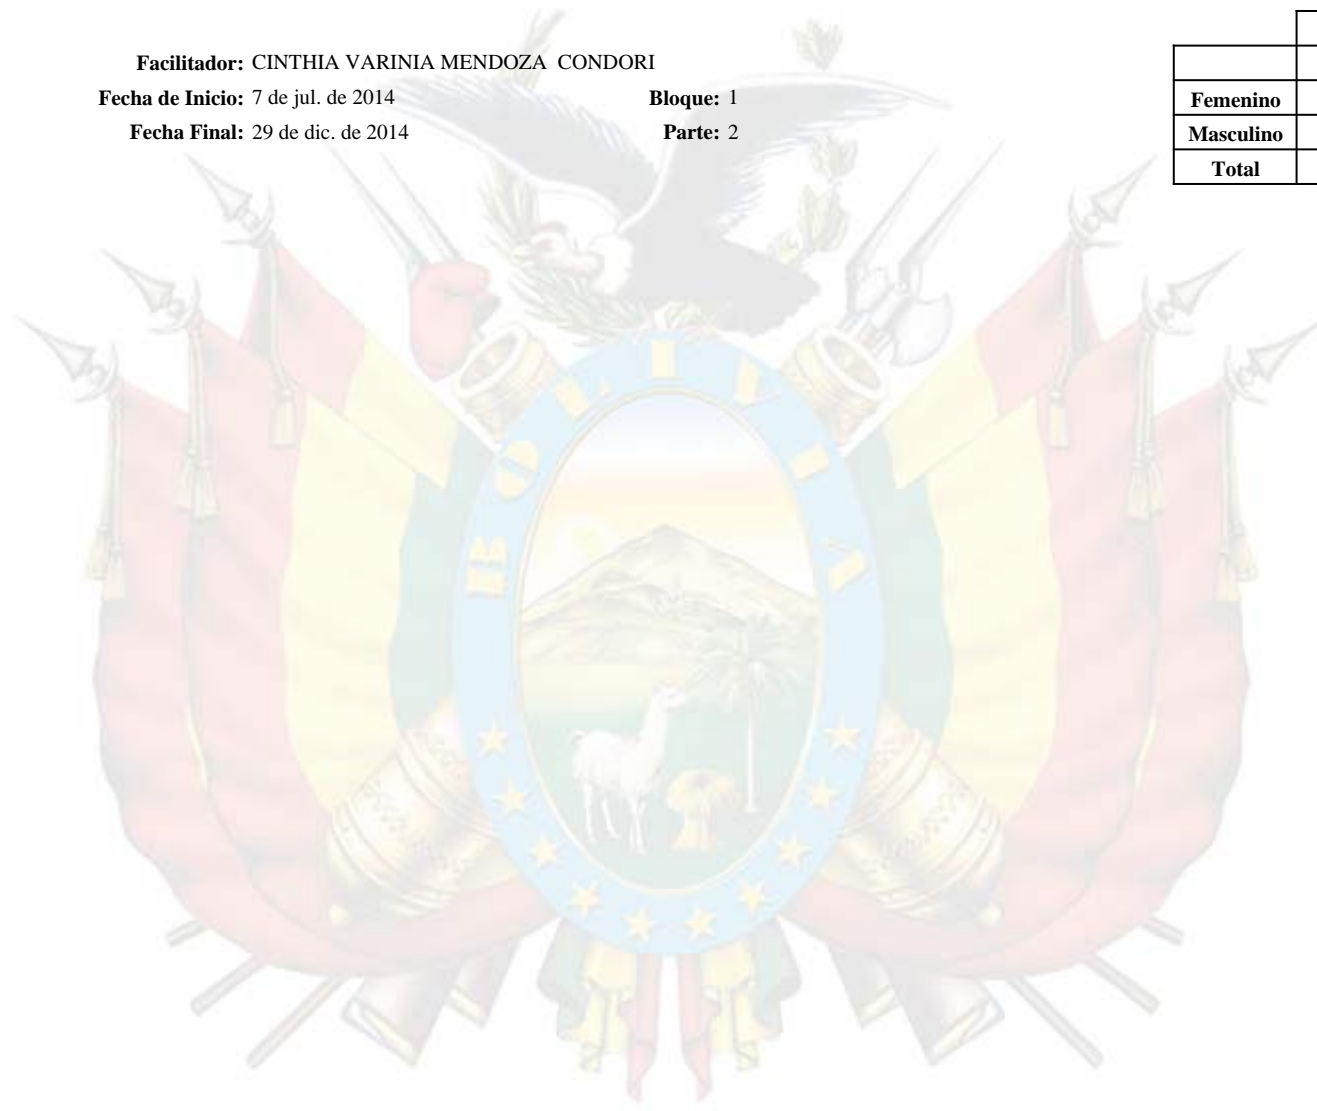 Facilitador: CINTHIA VARINIA MENDOZA CONDORI
Fecha de Inicio: 7 de jul. de 2014 Bloque: 1
Fecha Final: 29 de dic. de 2014 Parte: 2
Femenino
Masculino
Total
BOLIVIA